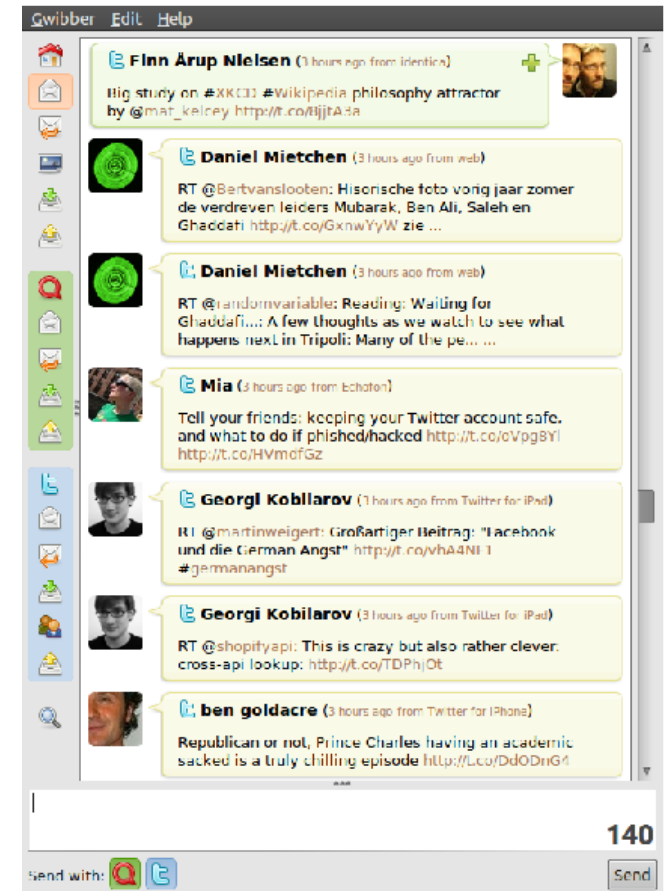 Gwibber Edit Help
Finn Årup Nielsen (3 hours ago from identica)
Big study on #XKCD #Wikipedia philosophy attractor
by @mat_kelcey http://t.co/BjjtA3a
Daniel Mietchen (3 hours ago from web)
RT @Bertvanslooten: Hisorische foto vorig jaar zomer
de verdreven leiders Mubarak, Ben Ali, Saleh en
Ghaddafi http://t.co/GxnwYyW zie ...
Daniel Mietchen (3 hours ago from web)
RT @randomvariable: Reading: Waiting for
Ghaddafi...: A few thoughts as we watch to see what
happens next in Tripoli: Many of the pe... ...
Mia (3 hours ago from Echofon)
Tell your friends: keeping your Twitter account safe,
and what to do if phished/hacked http://t.co/oVpg8Yl
http://t.co/HVmdfGz
Georgi Kobilarov (3 hours ago from Twitter for iPad)
RT @martinweigert: Großartiger Beitrag: "Facebook
und die German Angst" http://t.co/vhA4NF1
#germanangst
Georgi Kobilarov (3 hours ago from Twitter for iPad)
RT @shopifyapi: This is crazy but also rather clever:
cross-api lookup: http://t.co/TDPhjOt
ben goldacre (3 hours ago from Twitter for iPhone)
Republican or not, Prince Charles having an academic
sacked is a truly chilling episode http://t.co/DdODnG4
140
Send with:
Send